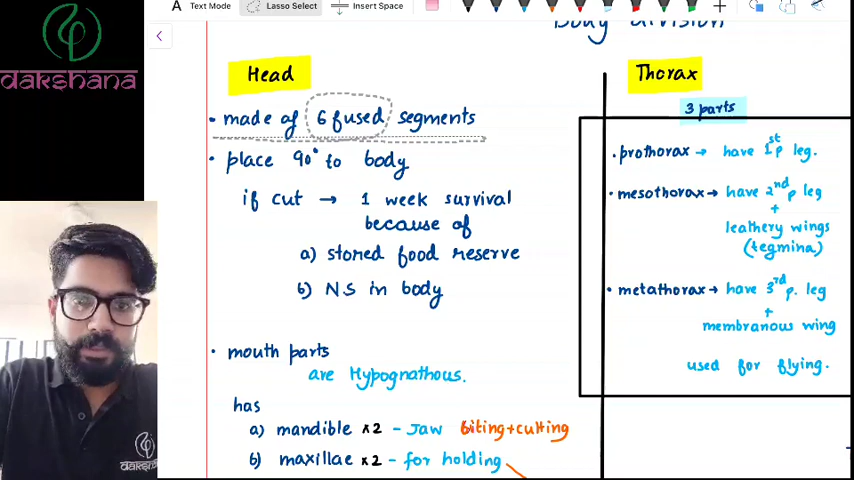 Text Mode
Lasso Select
Insert Space
dakshana
Body division
Head
• made of 6 fused segments
• place 90° to body
if cut → 1 week survival
because of
a) stored food reserve
b) N.S in body
• mouth parts
are Hypognathous.
has
a) mandible x2 - Jaw biting+cutting
b) maxillae x2 - for holding
Thorax
3 parts
• prothorax → have 1st p leg.
• mesothorax → have 2nd p leg
+
leathery wings
(tegmina)
• metathorax → have 3rd p. leg
+
membranous wing
used for flying.
dakshana